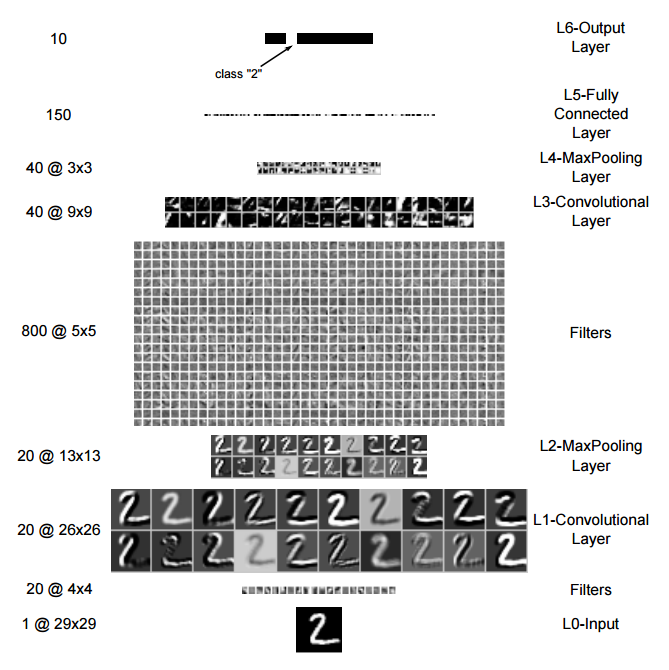 10
L6-Output
Layer
class "2"
150
L5-Fully
Connected
Layer
40 @ 3x3
L4-MaxPooling
Layer
40 @ 9x9
L3-Convolutional
Layer
800 @ 5x5
Filters
20 @ 13x13
L2-MaxPooling
Layer
20 @ 26x26
L1-Convolutional
Layer
20 @ 4x4
Filters
1 @ 29x29
2
L0-Input